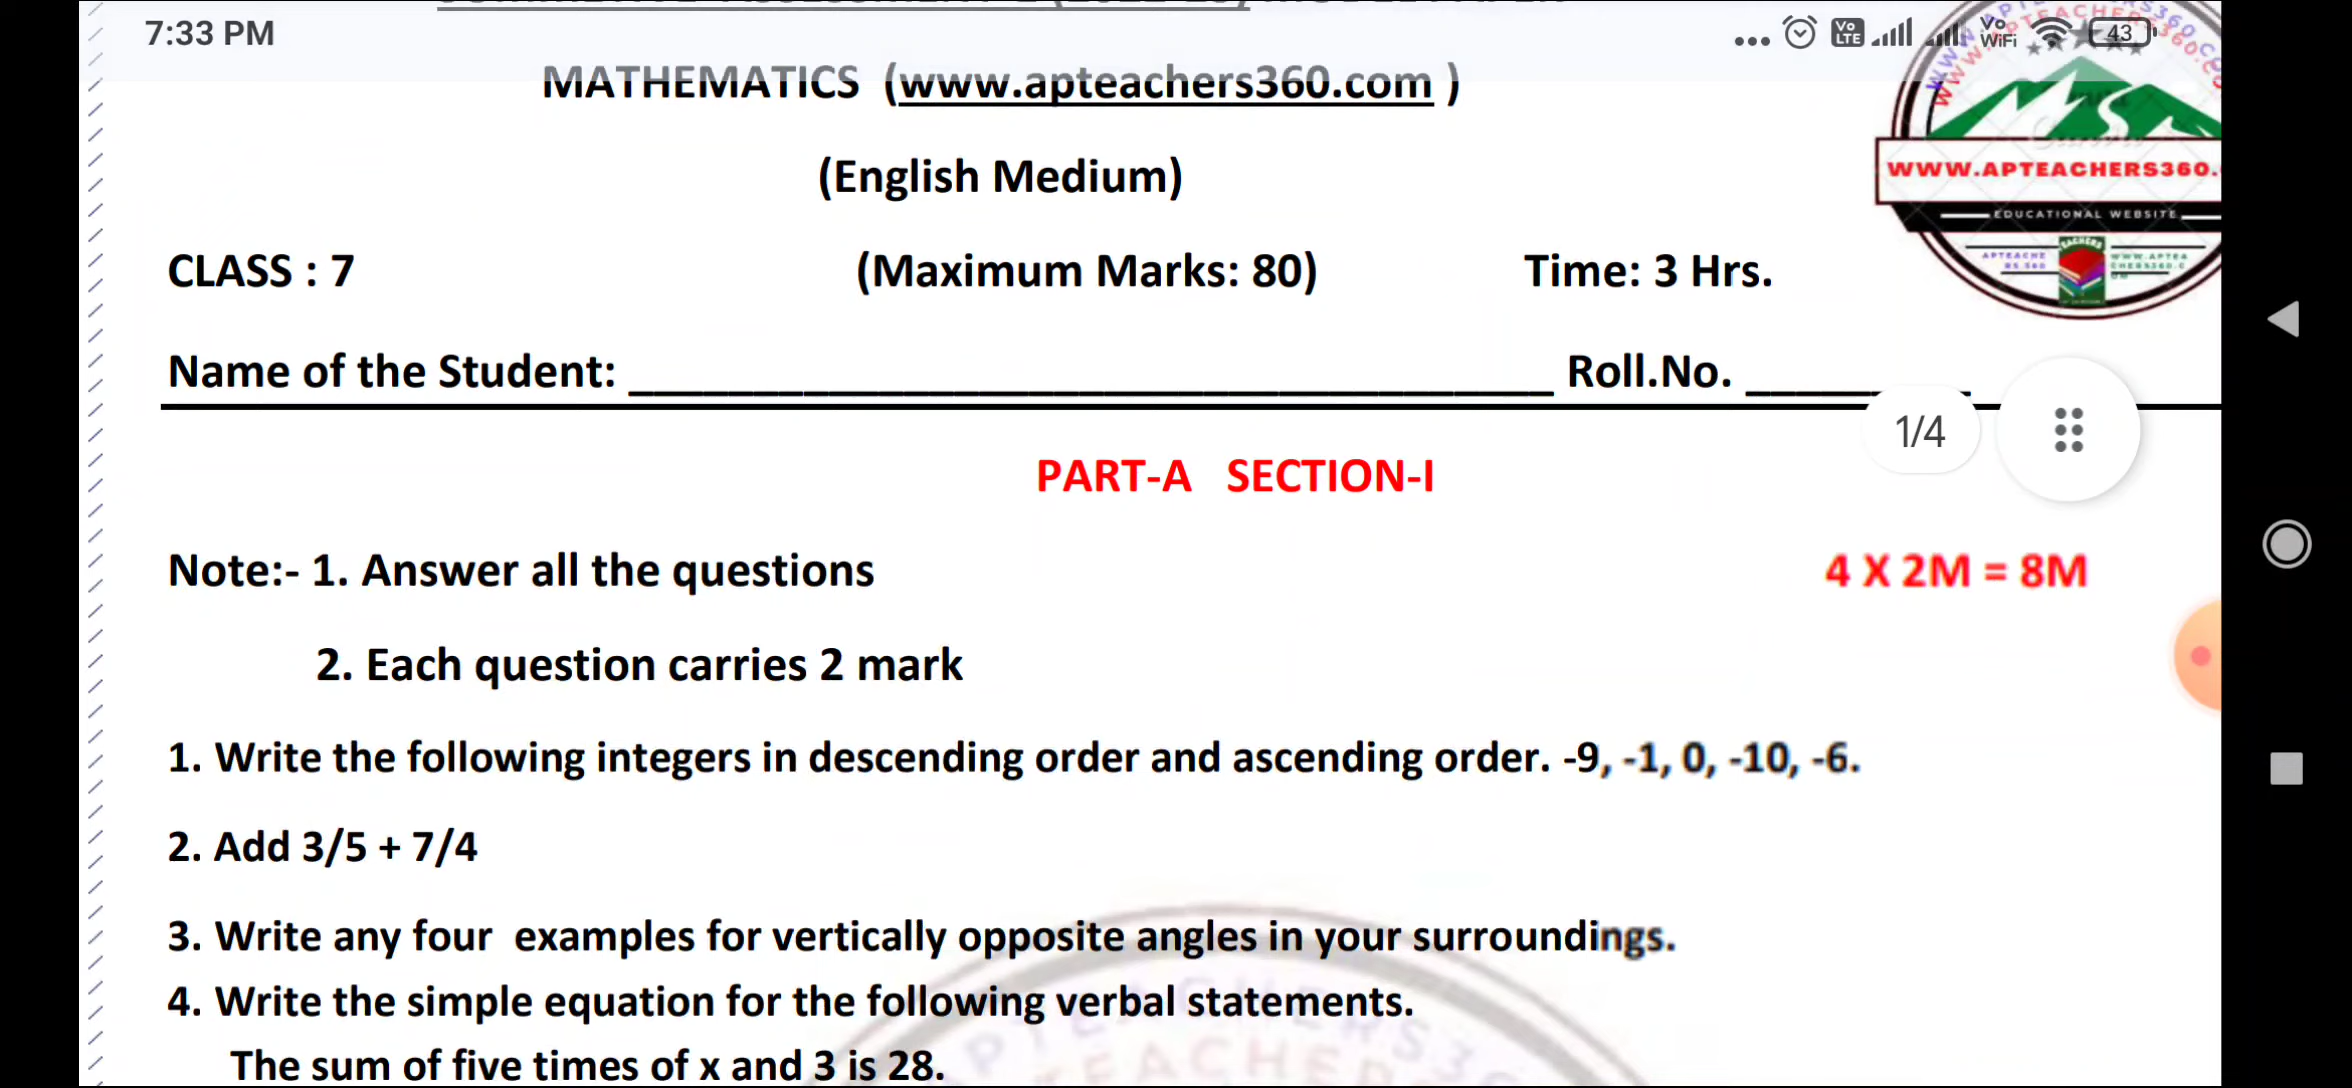 7:33 PM
Vo LTE
Vo WiFi
43
MATHEMATICS (www.apteachers360.com )
(English Medium)
WWW.APTEACHERS360.
EDUCATIONAL WEBSITE
CLASS : 7 (Maximum Marks: 80) Time: 3 Hrs.
Name of the Student: Roll.No.
1/4
PART-A SECTION-I
Note:- 1. Answer all the questions 4 X 2M = 8M
2. Each question carries 2 mark
1. Write the following integers in descending order and ascending order. -9, -1, 0, -10, -6.
2. Add 3/5 + 7/4
3. Write any four examples for vertically opposite angles in your surroundings.
4. Write the simple equation for the following verbal statements.
The sum of five times of x and 3 is 28.